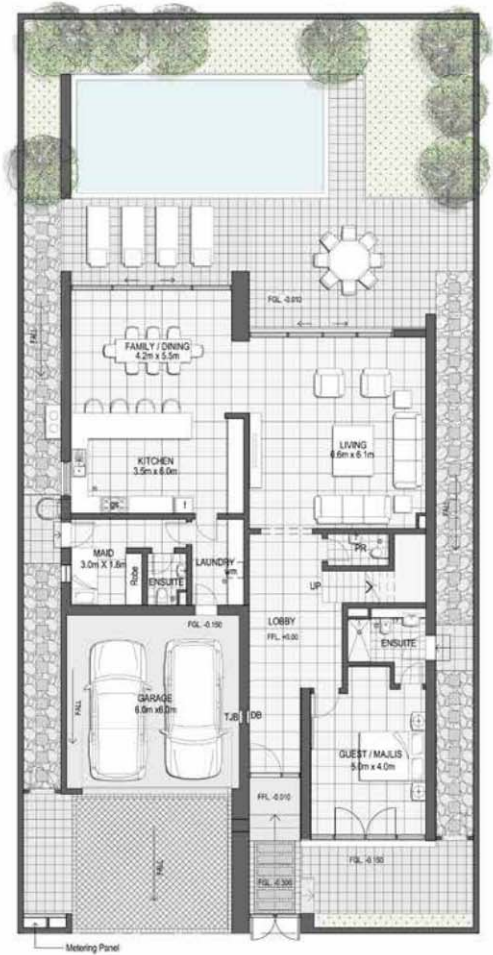 FGL. -0.010
FALL
FAMILY / DINING
4.2m x 5.5m
KITCHEN
3.5m x 6.0m
LIVING
6.6m x 6.1m
FALL
f
MAID
3.0m X 1.8m
Robe
ENSUITE
LAUNDRY
PR
UP
LOBBY
FFL. +0.00
ENSUITE
FGL. -0.150
GARAGE
6.0m x6.0m
FALL
TJB
DB
GUEST / MAJLIS
5.0m x 4.0m
FFL. -0.010
FALL
FGL. -0.300
FGL. -0.150
Metering Panel